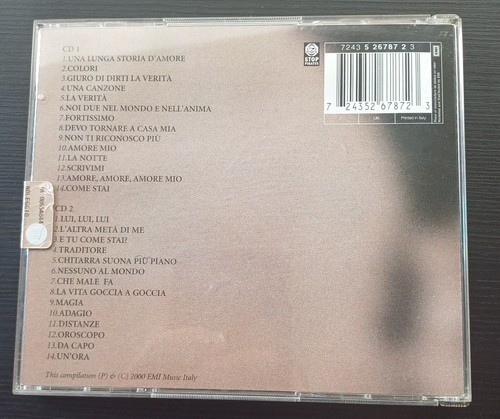 CD 1
1.UNA LUNGA STORIA D'AMORE
2.COLORI
3.GIURO DI DIRTI LA VERITÀ
4.UNA CANZONE
5.LA VERITÀ
6.NOI DUE NEL MONDO E NELL'ANIMA
7.FORTISSIMO
8.DEVO TORNARE A CASA MIA
9.NON TI RICONOSCO PIÙ
10.AMORE MIO
11.LA NOTTE
12.SCRIVIMI
13.AMORE, AMORE, AMORE MIO
14.COME STAI
CD 2
1.LUI, LUI, LUI
2.L'ALTRA METÀ DI ME
3.E TU COME STAI?
4.TRADITORE
5.CHITARRA SUONA PIÙ PIANO
6.NESSUNO AL MONDO
7.CHE MALE FA
8.LA VITA GOCCIA A GOCCIA
9.MAGIA
10.ADAGIO
11.DISTANZE
12.OROSCOPO
13.DA CAPO
14.UN'ORA
This compilation (P) & (C) 2000 EMI Music Italy
STOP
PIRATES
EMI
7243 5 26787 2 3
7 24352 67872 3
Printed in Italy